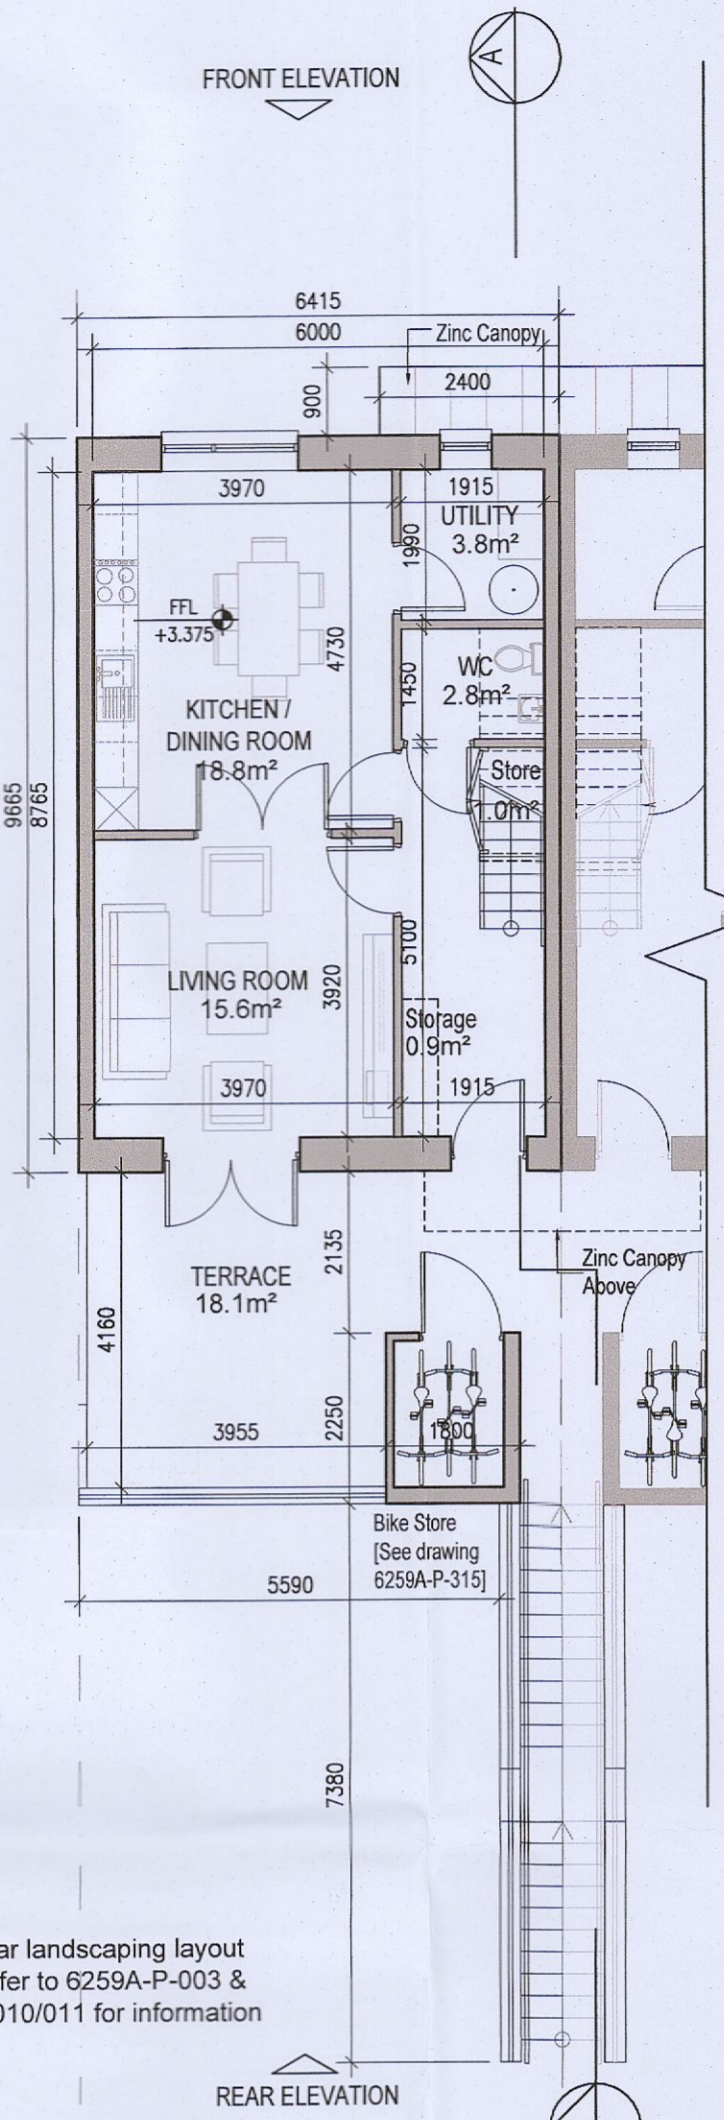 A
FRONT ELEVATION
6415
6000
Zinc Canopy
900
2400
3970
1915
UTILITY
3.8m²
1990
FFL
+3.375
4730
WC
2.8m²
1450
KITCHEN /
DINING ROOM
18.8m²
Store
1.0m²
9665
8765
5100
LIVING ROOM
15.6m²
3920
Storage
0.9m²
3970
1915
TERRACE
18.1m²
2135
Zinc Canopy
Above
4160
3955
2250
1800
Bike Store
[See drawing
6259A-P-315]
5590
7380
ar landscaping layout
fer to 6259A-P-003 &
010/011 for information
REAR ELEVATION